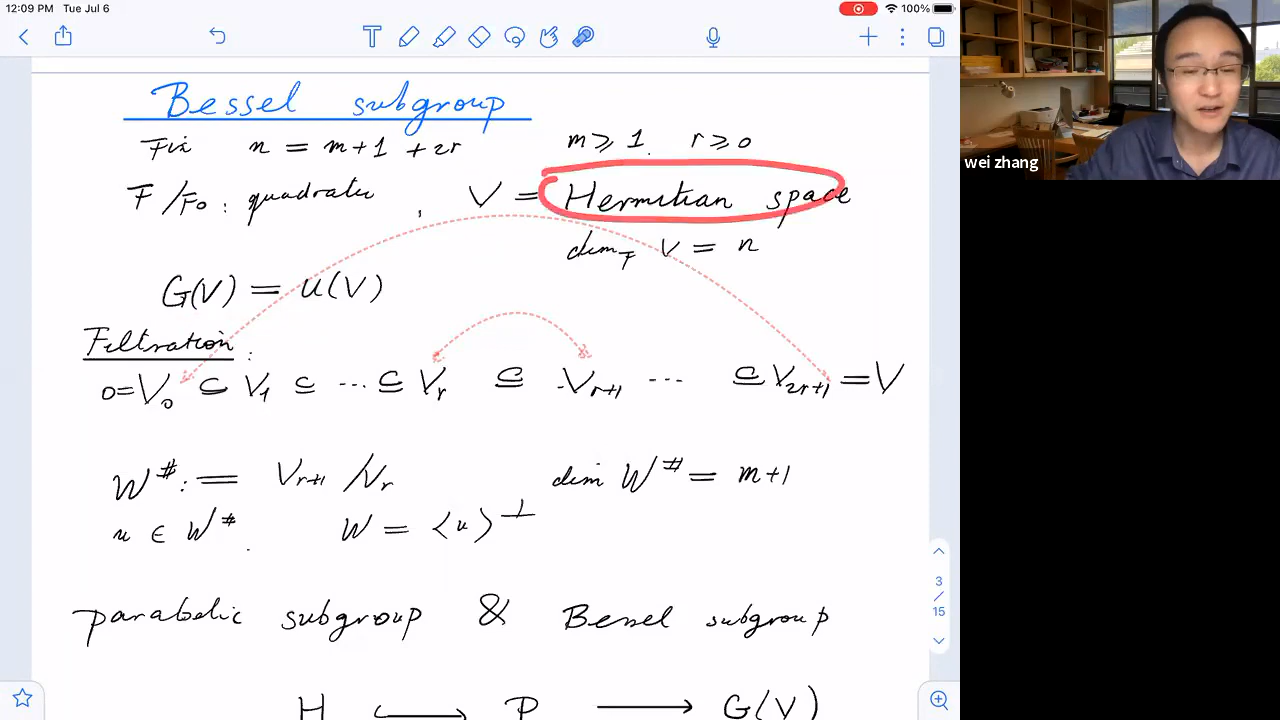 12:09 PM Tue Jul 6
100%
Bessel subgroup
Fix n = m+1 +2r m ⩾ 1. r ⩾ 0
F/F₀ : quadratic , V = Hermitian space
dim_F V = n
G(V) = U(V)
Filtration :
0=V₀ ⊆ V₁ ⊆ ... ⊆ V_r ⊆ V_{r+1} ... ⊆ V_{2r+1} = V
W^# := V_{r+1} / V_r dim W^# = m+1
u ∈ W^#. W = ⟨u⟩^⊥
parabolic subgroup & Bessel subgroup
H ↪ P → G(V)
3
/
15
wei zhang